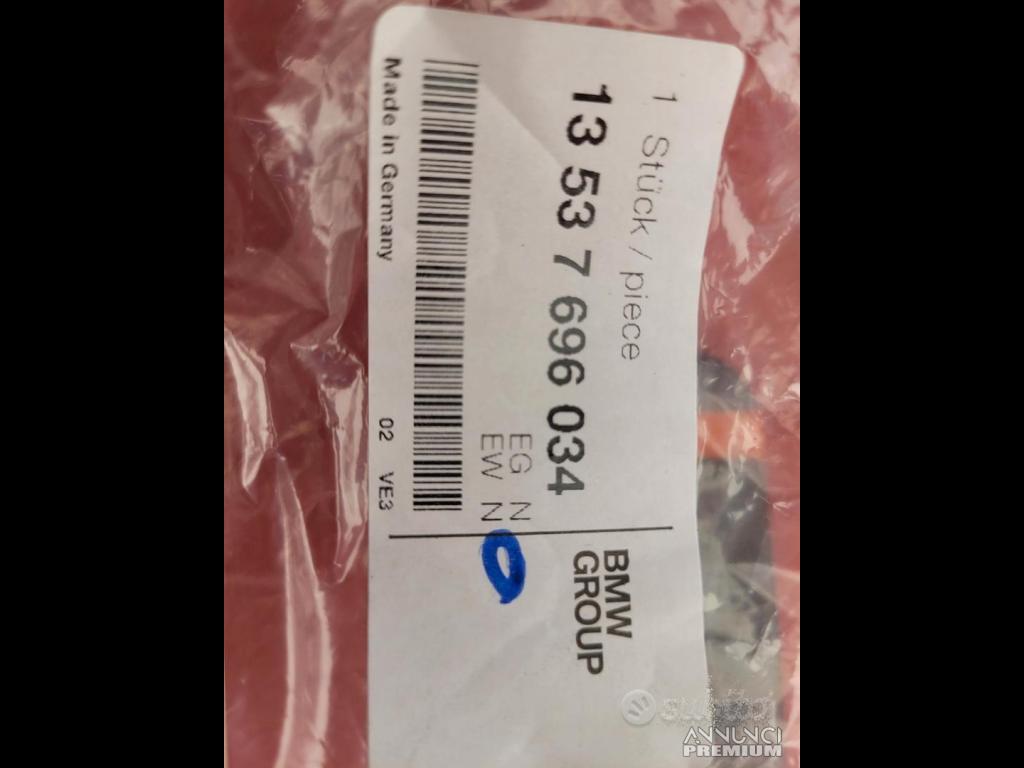 1 Stück / piece
13 53 7 696 034
EG N
EW N
Made in Germany
02 VE3
BMW
GROUP
subito
ANNUNCI
PREMIUM